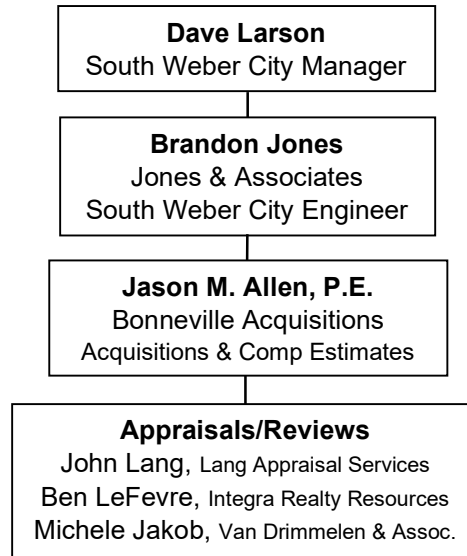 Dave Larson
South Weber City Manager
Brandon Jones
Jones & Associates
South Weber City Engineer
Jason M. Allen, P.E.
Bonneville Acquisitions
Acquisitions & Comp Estimates
Appraisals/Reviews
John Lang, Lang Appraisal Services
Ben LeFevre, Integra Realty Resources
Michele Jakob, Van Drimmelen & Assoc.